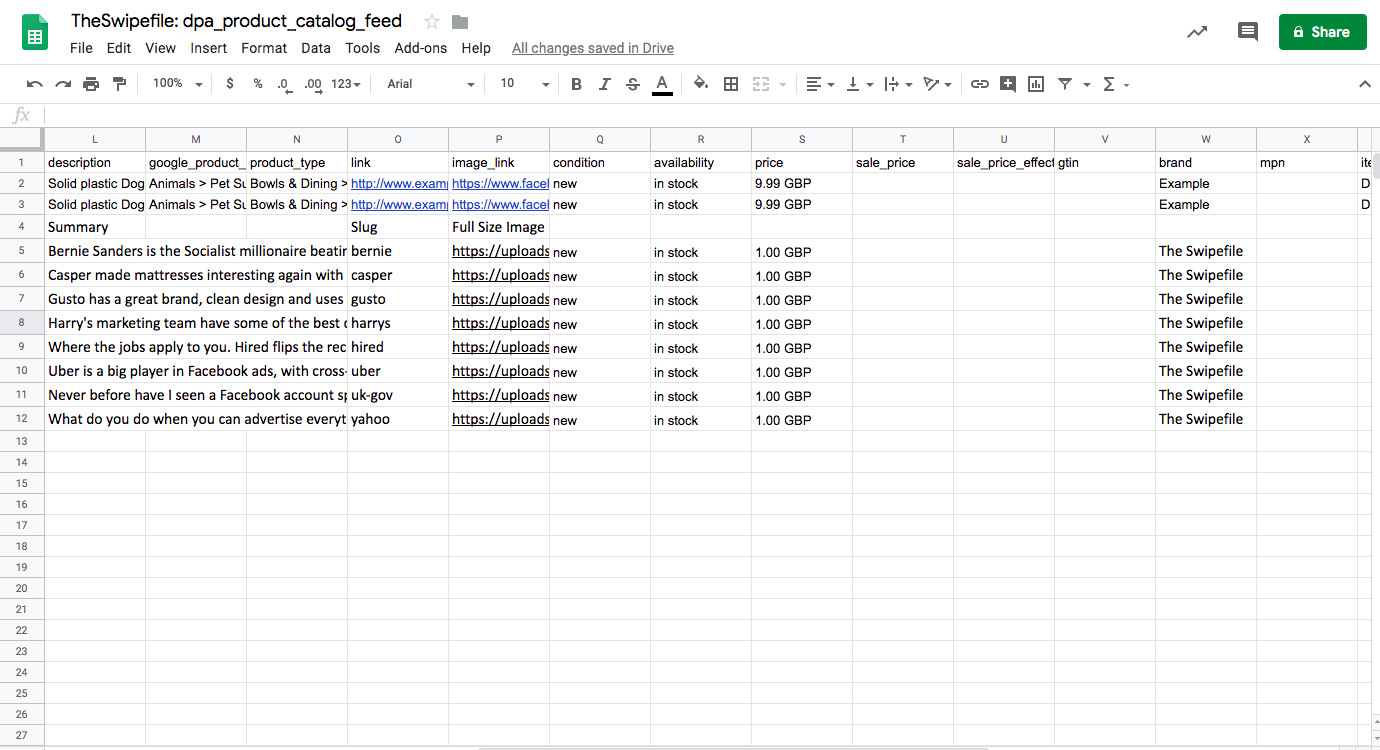 TheSwipefile: dpa_product_catalog_feed
File Edit View Insert Format Data Tools Add-ons Help All changes saved in Drive
Share
100% $ % .0 .00 123 Arial 10 B I S A
fx
L M N O P Q R S T U V W X
1 description google_product_ product_type link image_link condition availability price sale_price sale_price_effect gtin brand mpn ite
2 Solid plastic Dog Animals > Pet Su Bowls & Dining > http://www.exam https://www.facel new in stock 9.99 GBP Example D
3 Solid plastic Dog Animals > Pet Su Bowls & Dining > http://www.exam https://www.facel new in stock 9.99 GBP Example D
4 Summary Slug Full Size Image
5 Bernie Sanders is the Socialist millionaire beatin bernie https://uploads new in stock 1.00 GBP The Swipefile
6 Casper made mattresses interesting again with casper https://uploads new in stock 1.00 GBP The Swipefile
7 Gusto has a great brand, clean design and uses gusto https://uploads new in stock 1.00 GBP The Swipefile
8 Harry's marketing team have some of the best harrys https://uploads new in stock 1.00 GBP The Swipefile
9 Where the jobs apply to you. Hired flips the rec hired https://uploads new in stock 1.00 GBP The Swipefile
10 Uber is a big player in Facebook ads, with cross- uber https://uploads new in stock 1.00 GBP The Swipefile
11 Never before have I seen a Facebook account sp uk-gov https://uploads new in stock 1.00 GBP The Swipefile
12 What do you do when you can advertise everyt yahoo https://uploads new in stock 1.00 GBP The Swipefile
13
14
15
16
17
18
19
20
21
22
23
24
25
26
27